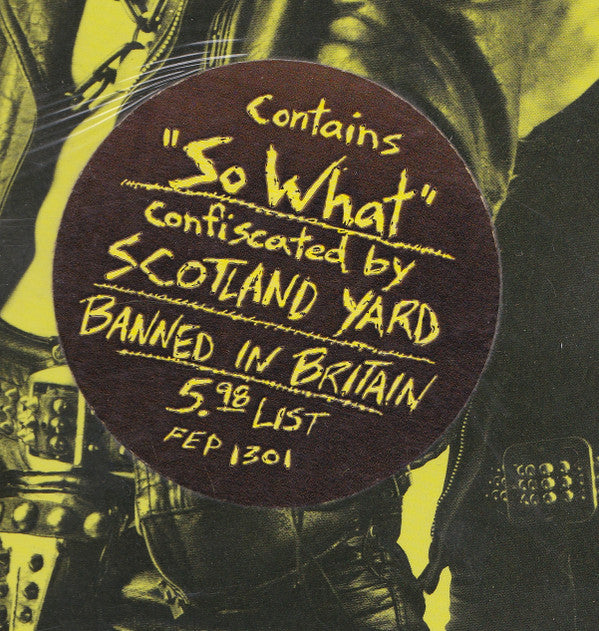 Contains
"So What"
confiscated by
SCOTLAND YARD
BANNED IN BRITAIN
5.98 LIST
FEP 1301